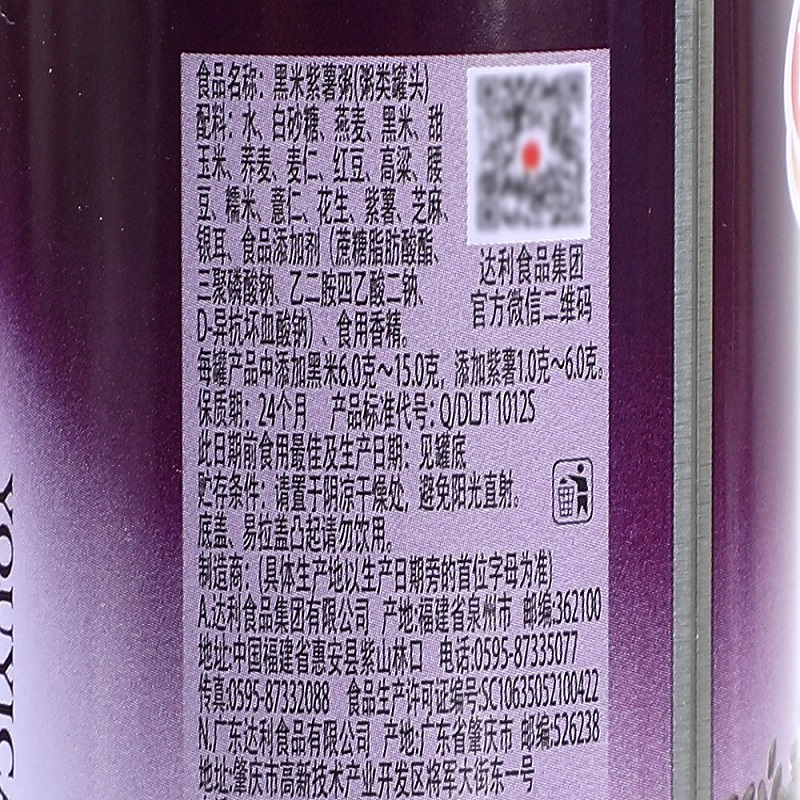 食品名称：黑米紫薯粥(粥类罐头)
配料：水、白砂糖、燕麦、黑米、甜
玉米、荞麦、麦仁、红豆、高粱、腰
豆、糯米、薏仁、花生、紫薯、芝麻、
银耳、食品添加剂（蔗糖脂肪酸酯、
三聚磷酸钠、乙二胺四乙酸二钠、
D-异抗坏血酸钠）、食用香精。
达利食品集团
官方微信二维码
每罐产品中添加黑米6.0克～15.0克，添加紫薯1.0克～6.0克。
保质期：24个月 产品标准代号：Q/DLJT 1012S
此日期前食用最佳及生产日期：见罐底
贮存条件：请置于阴凉干燥处，避免阳光直射。
底盖、易拉盖凸起请勿饮用。
制造商：(具体生产地以生产日期旁的首位字母为准)
A.达利食品集团有限公司 产地:福建省泉州市 邮编:362100
地址:中国福建省惠安县紫山林口 电话:0595-87335077
传真:0595-87332088 食品生产许可证编号:SC10635052100422
N.广东达利食品有限公司 产地:广东省肇庆市 邮编:526238
地址:肇庆市高新技术产业开发区将军大街东一号